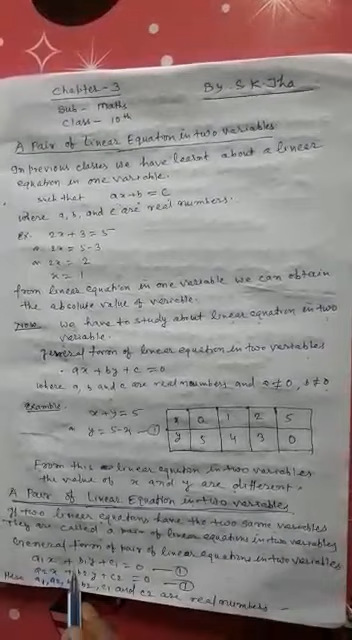 Chapter-3
By S K Jha
Sub- Maths
Class- 10th
A Pair of Linear Equation in two variables
In previous classes we have learnt about a linear
equation in one variable.
such that ax+b=c
where a, b, and c are real numbers.
Ex. 2x+3=5
2x = 5-3
2x = 2
x = 1
from linear equation in one variable we can obtain
the absolute value of variable.
Now we have to study about linear equation in two
variable.
general form of linear equation in two variables
ax+by+c=0
where a, b and c are real numbers and a≠0, b≠0
Example x+y=5
y=5-x —①
x 0 1 2 5
y 5 4 3 0
From this linear equation in two variables
the value of x and y are different.
A Pair of Linear Equation in two variables
If two linear equations have the two same variables
They are called a pair of linear equation in two variables
General form of pair of linear equations in two variables
a1x + b1y + c1 = 0 —①
a2x + b2y + c2 = 0 —①
Here a1, a2, b2, c1 and c2 are real numbers -